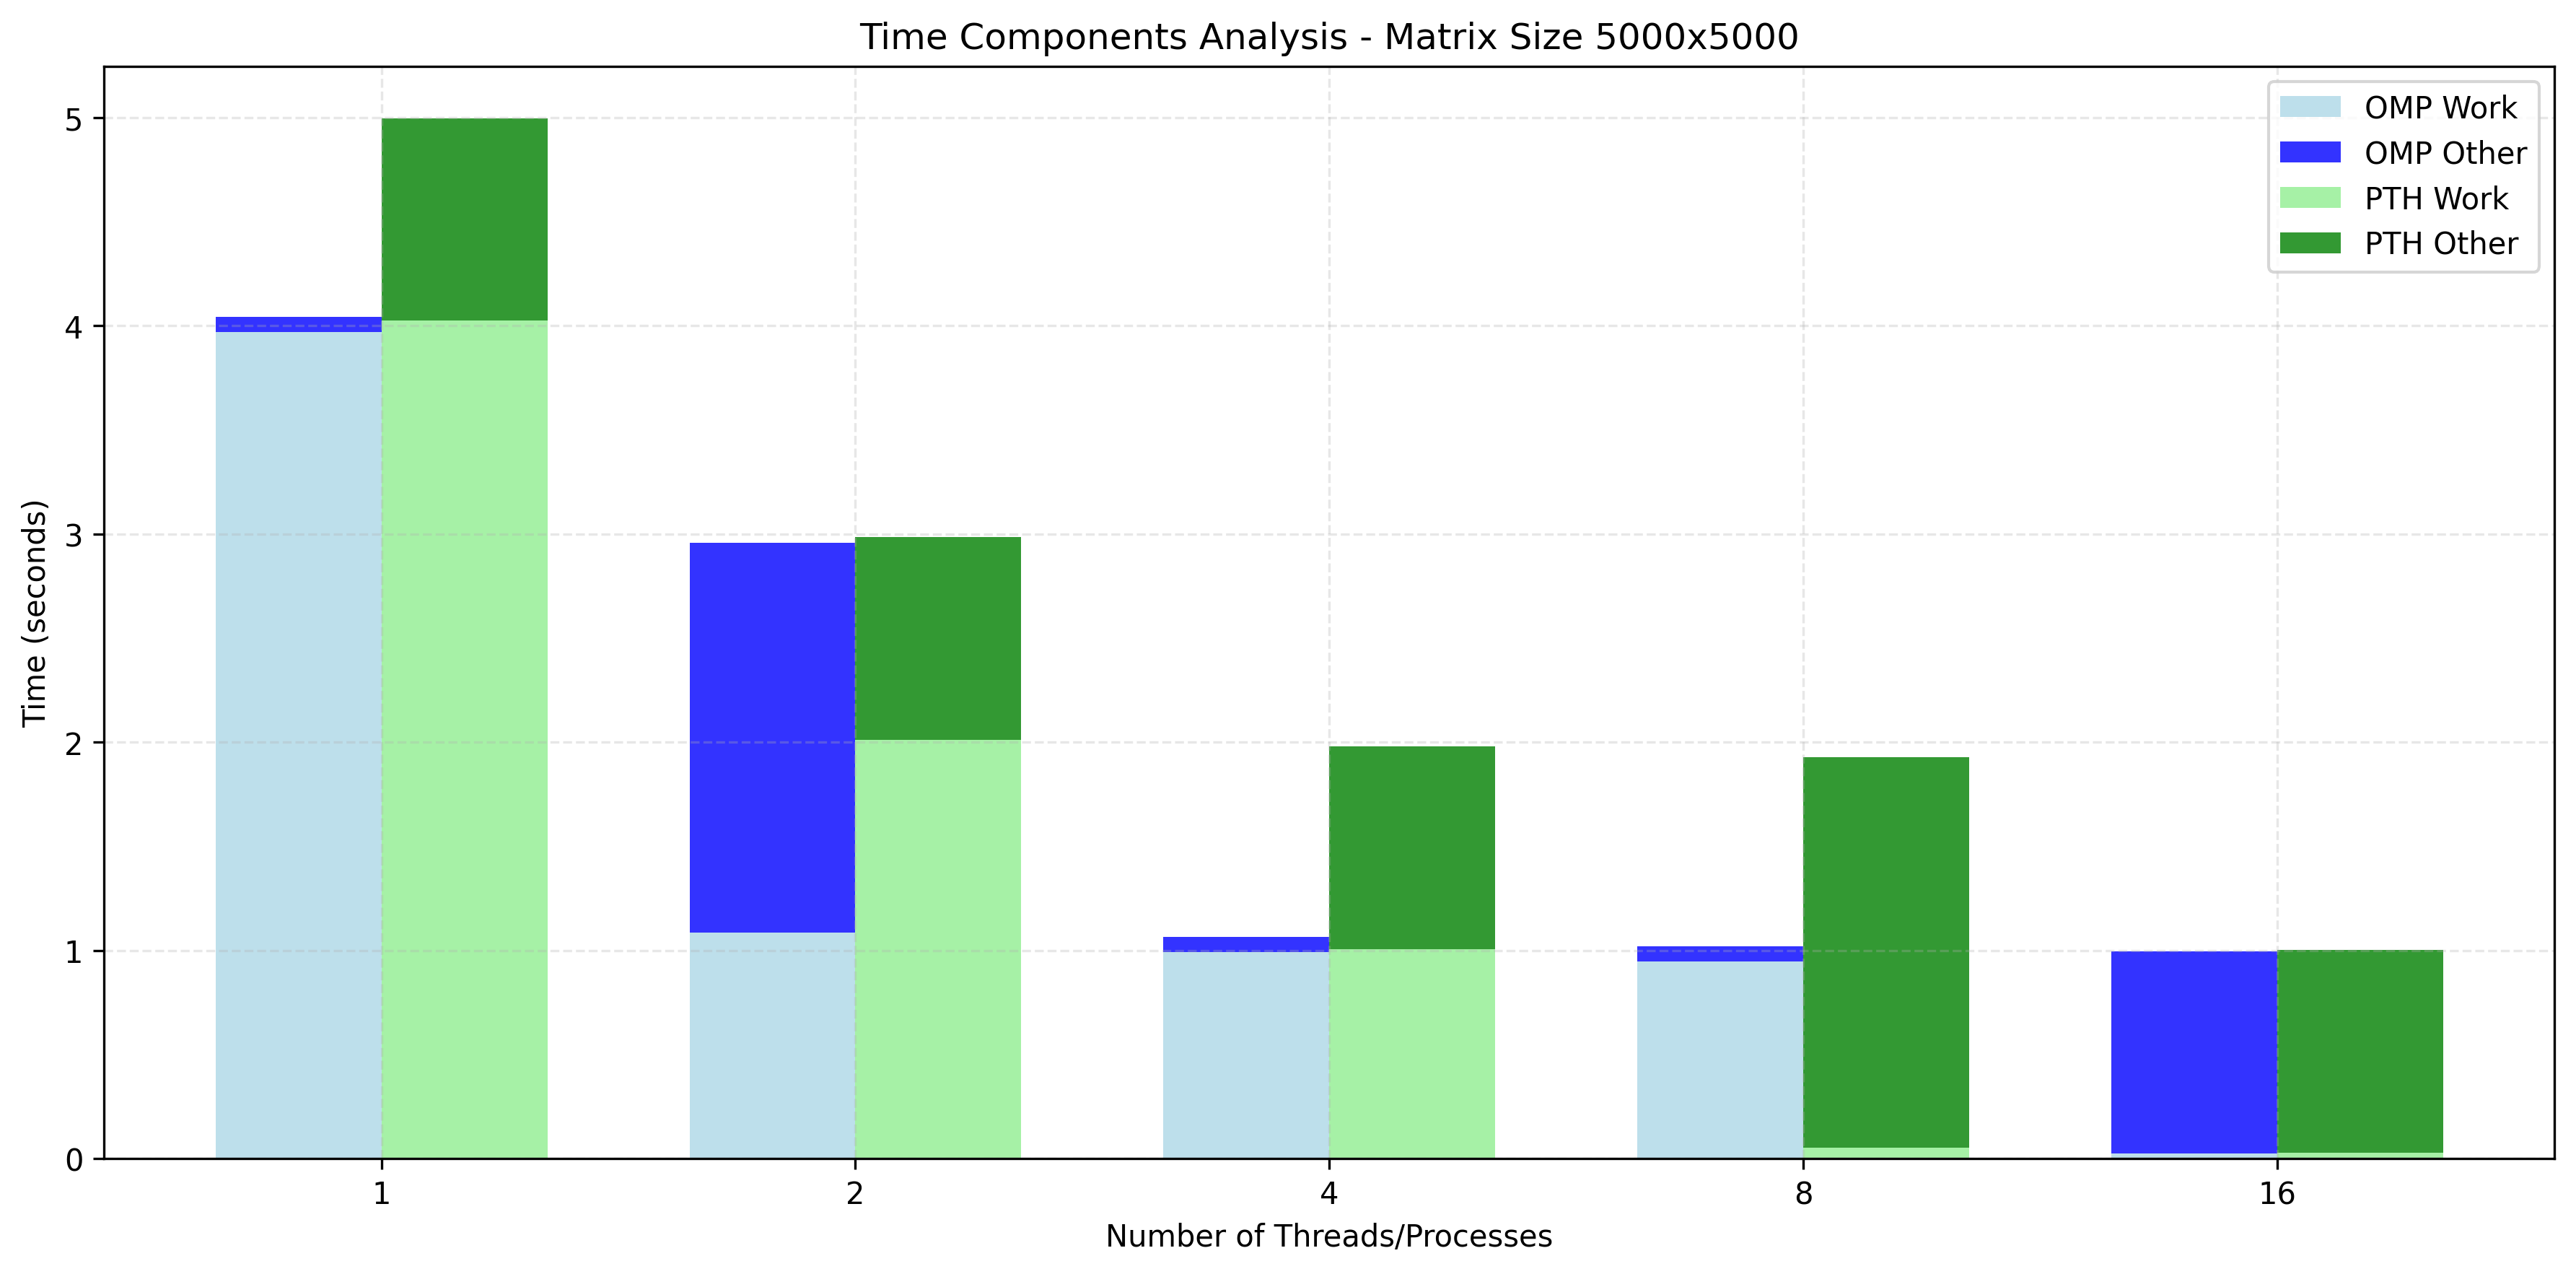 Time Components Analysis - Matrix Size 5000x5000
OMP Work
OMP Other
PTH Work
PTH Other
Time (seconds)
5
4
3
2
1
0
1 2 4 8 16
Number of Threads/Processes